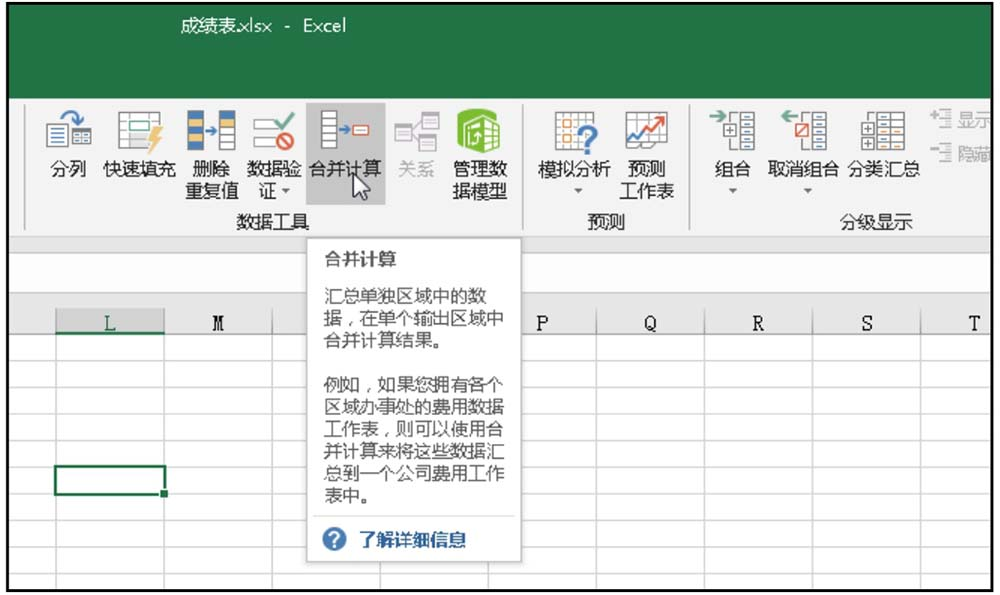 成绩表.xlsx - Excel
分列
快速填充
删除
重复值
数据验
证
合并计算
关系
管理数
据模型
模拟分析
预测
工作表
组合
取消组合
分类汇总
显示
隐藏
数据工具
预测
分级显示
合并计算
汇总单独区域中的数
据，在单个输出区域中
合并计算结果。
例如，如果您拥有各个
区域办事处的费用数据
工作表，则可以使用合
并计算来将这些数据汇
总到一个公司费用工作
表中。
了解详细信息
L M P Q R S T